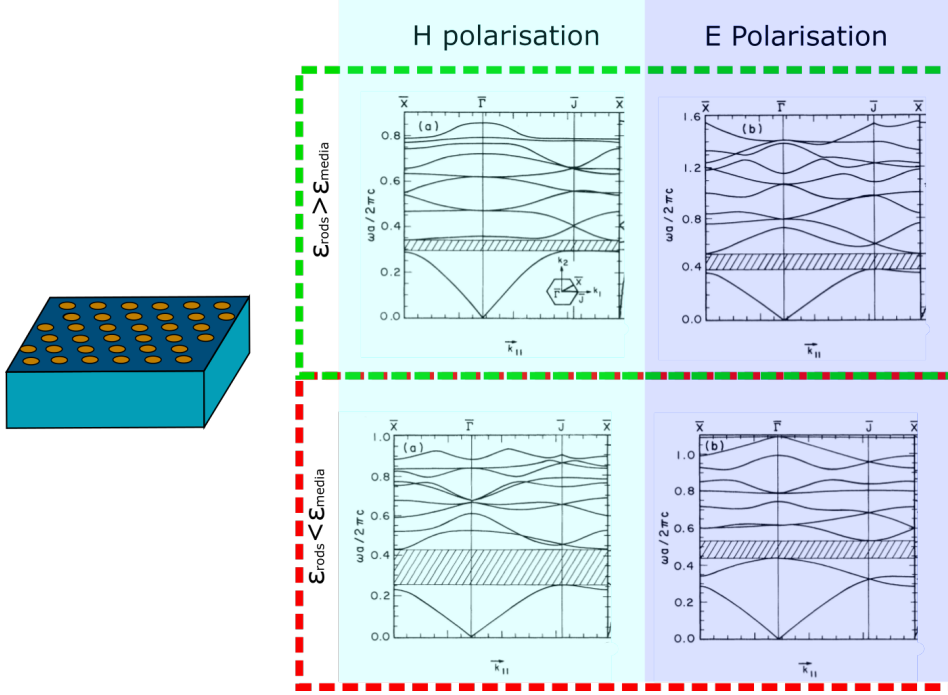 H polarisation
E Polarisation
εrods>εmedia
X̅ Γ̅ J̅ X̅
(a)
0.8
0.6
0.4
0.2
0.0
ωa/2πc
k₂
X̅
Γ̅
k₁
J̅
k||
X̅ Γ̅ J̅ X̅
(b)
1.6
1.2
0.8
0.4
0.0
k||
εrods<εmedia
X̅ Γ̅ J̅ X̅
(a)
1.0
0.8
0.6
0.4
0.2
0.0
ωa/2πc
k||
X̅ Γ̅ J̅ X̅
(b)
1.0
0.8
0.6
0.4
0.2
0.0
ωa/2πc
k||